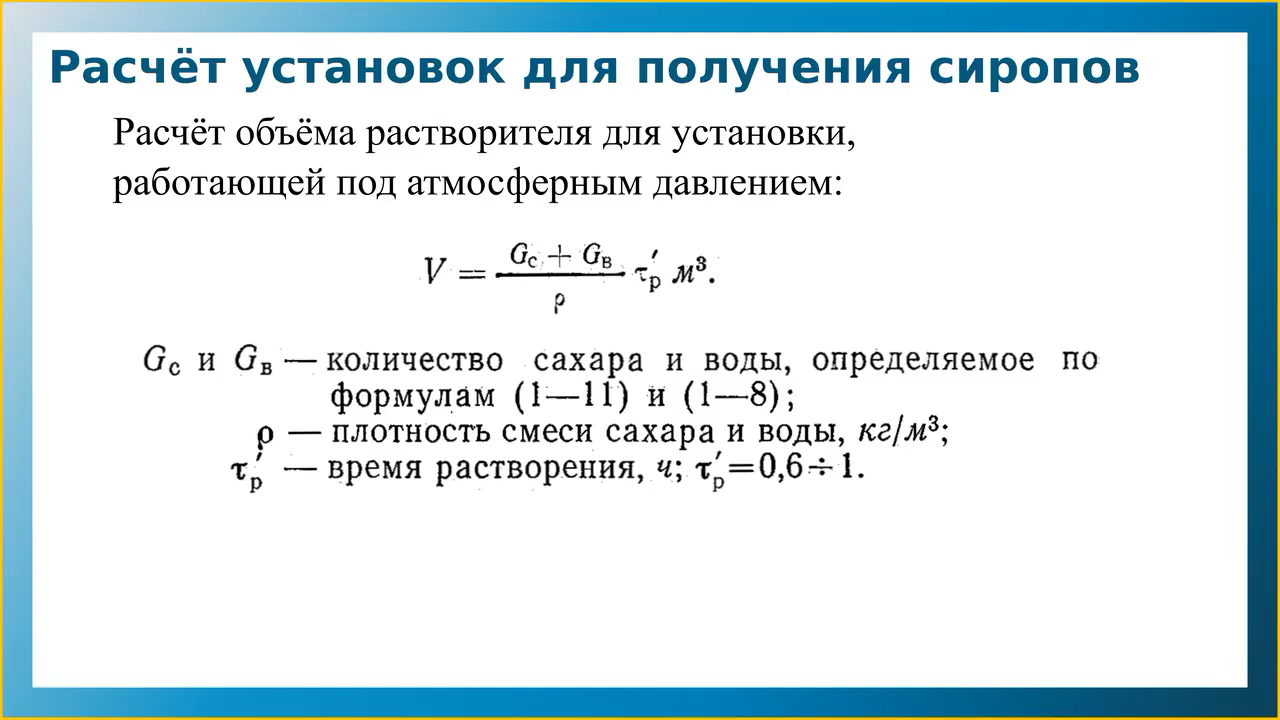 Расчёт установок для получения сиропов
Расчёт объёма растворителя для установки,
работающей под атмосферным давлением:
V = (Gс + Gв) / ρ τ′р м³.
Gс и Gв — количество сахара и воды, определяемое по
формулам (1—11) и (1—8);
ρ — плотность смеси сахара и воды, кг/м³;
τ′р — время растворения, ч; τ′р = 0,6 ÷ 1.